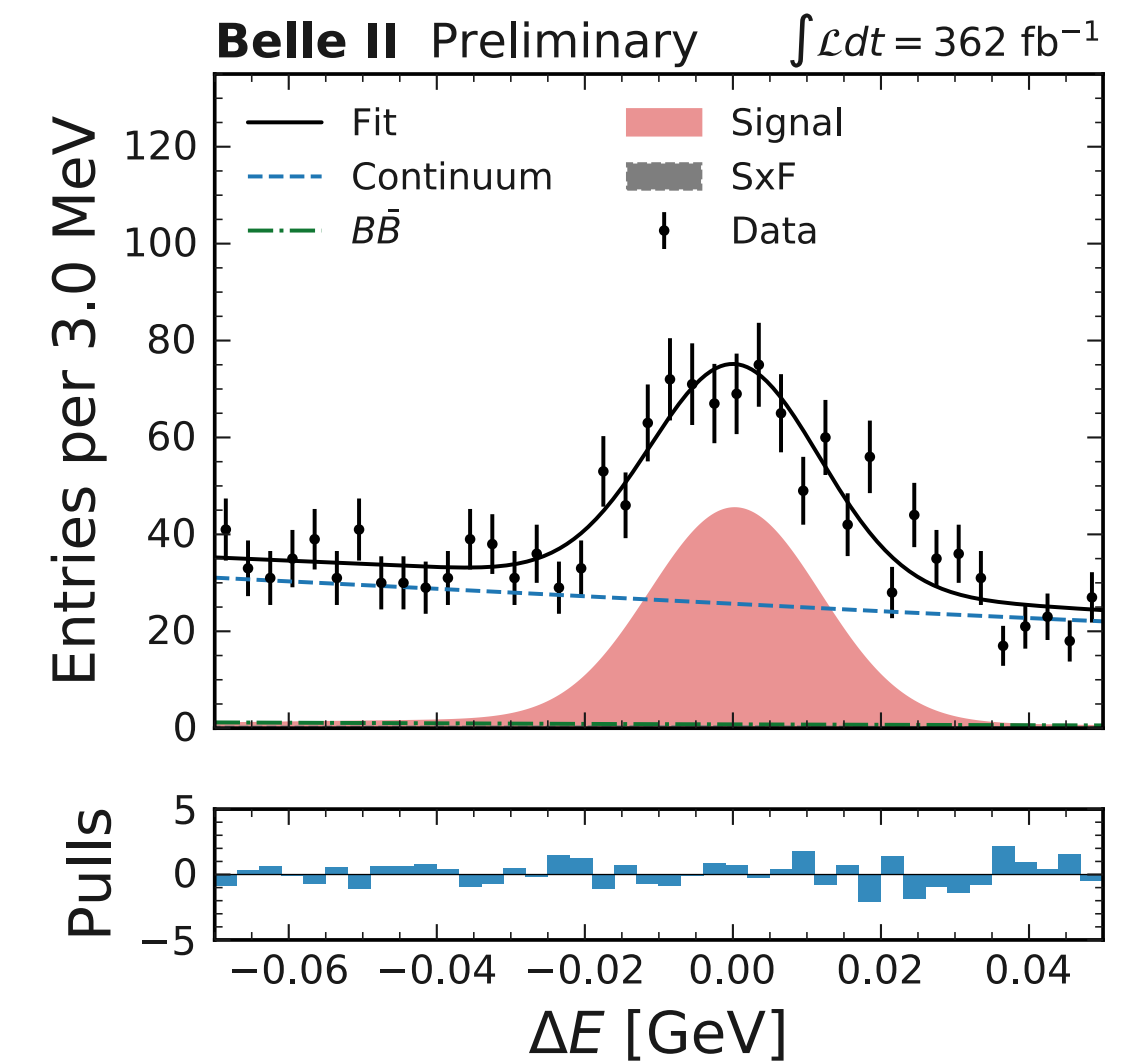 Belle II Preliminary ∫ℒdt = 362 fb⁻¹
Entries per 3.0 MeV
120
100
80
60
40
20
0
Fit
Continuum
BB̄
Signal
SxF
Data
Pulls
5
0
−5
−0.06 −0.04 −0.02 0.00 0.02 0.04
ΔE [GeV]